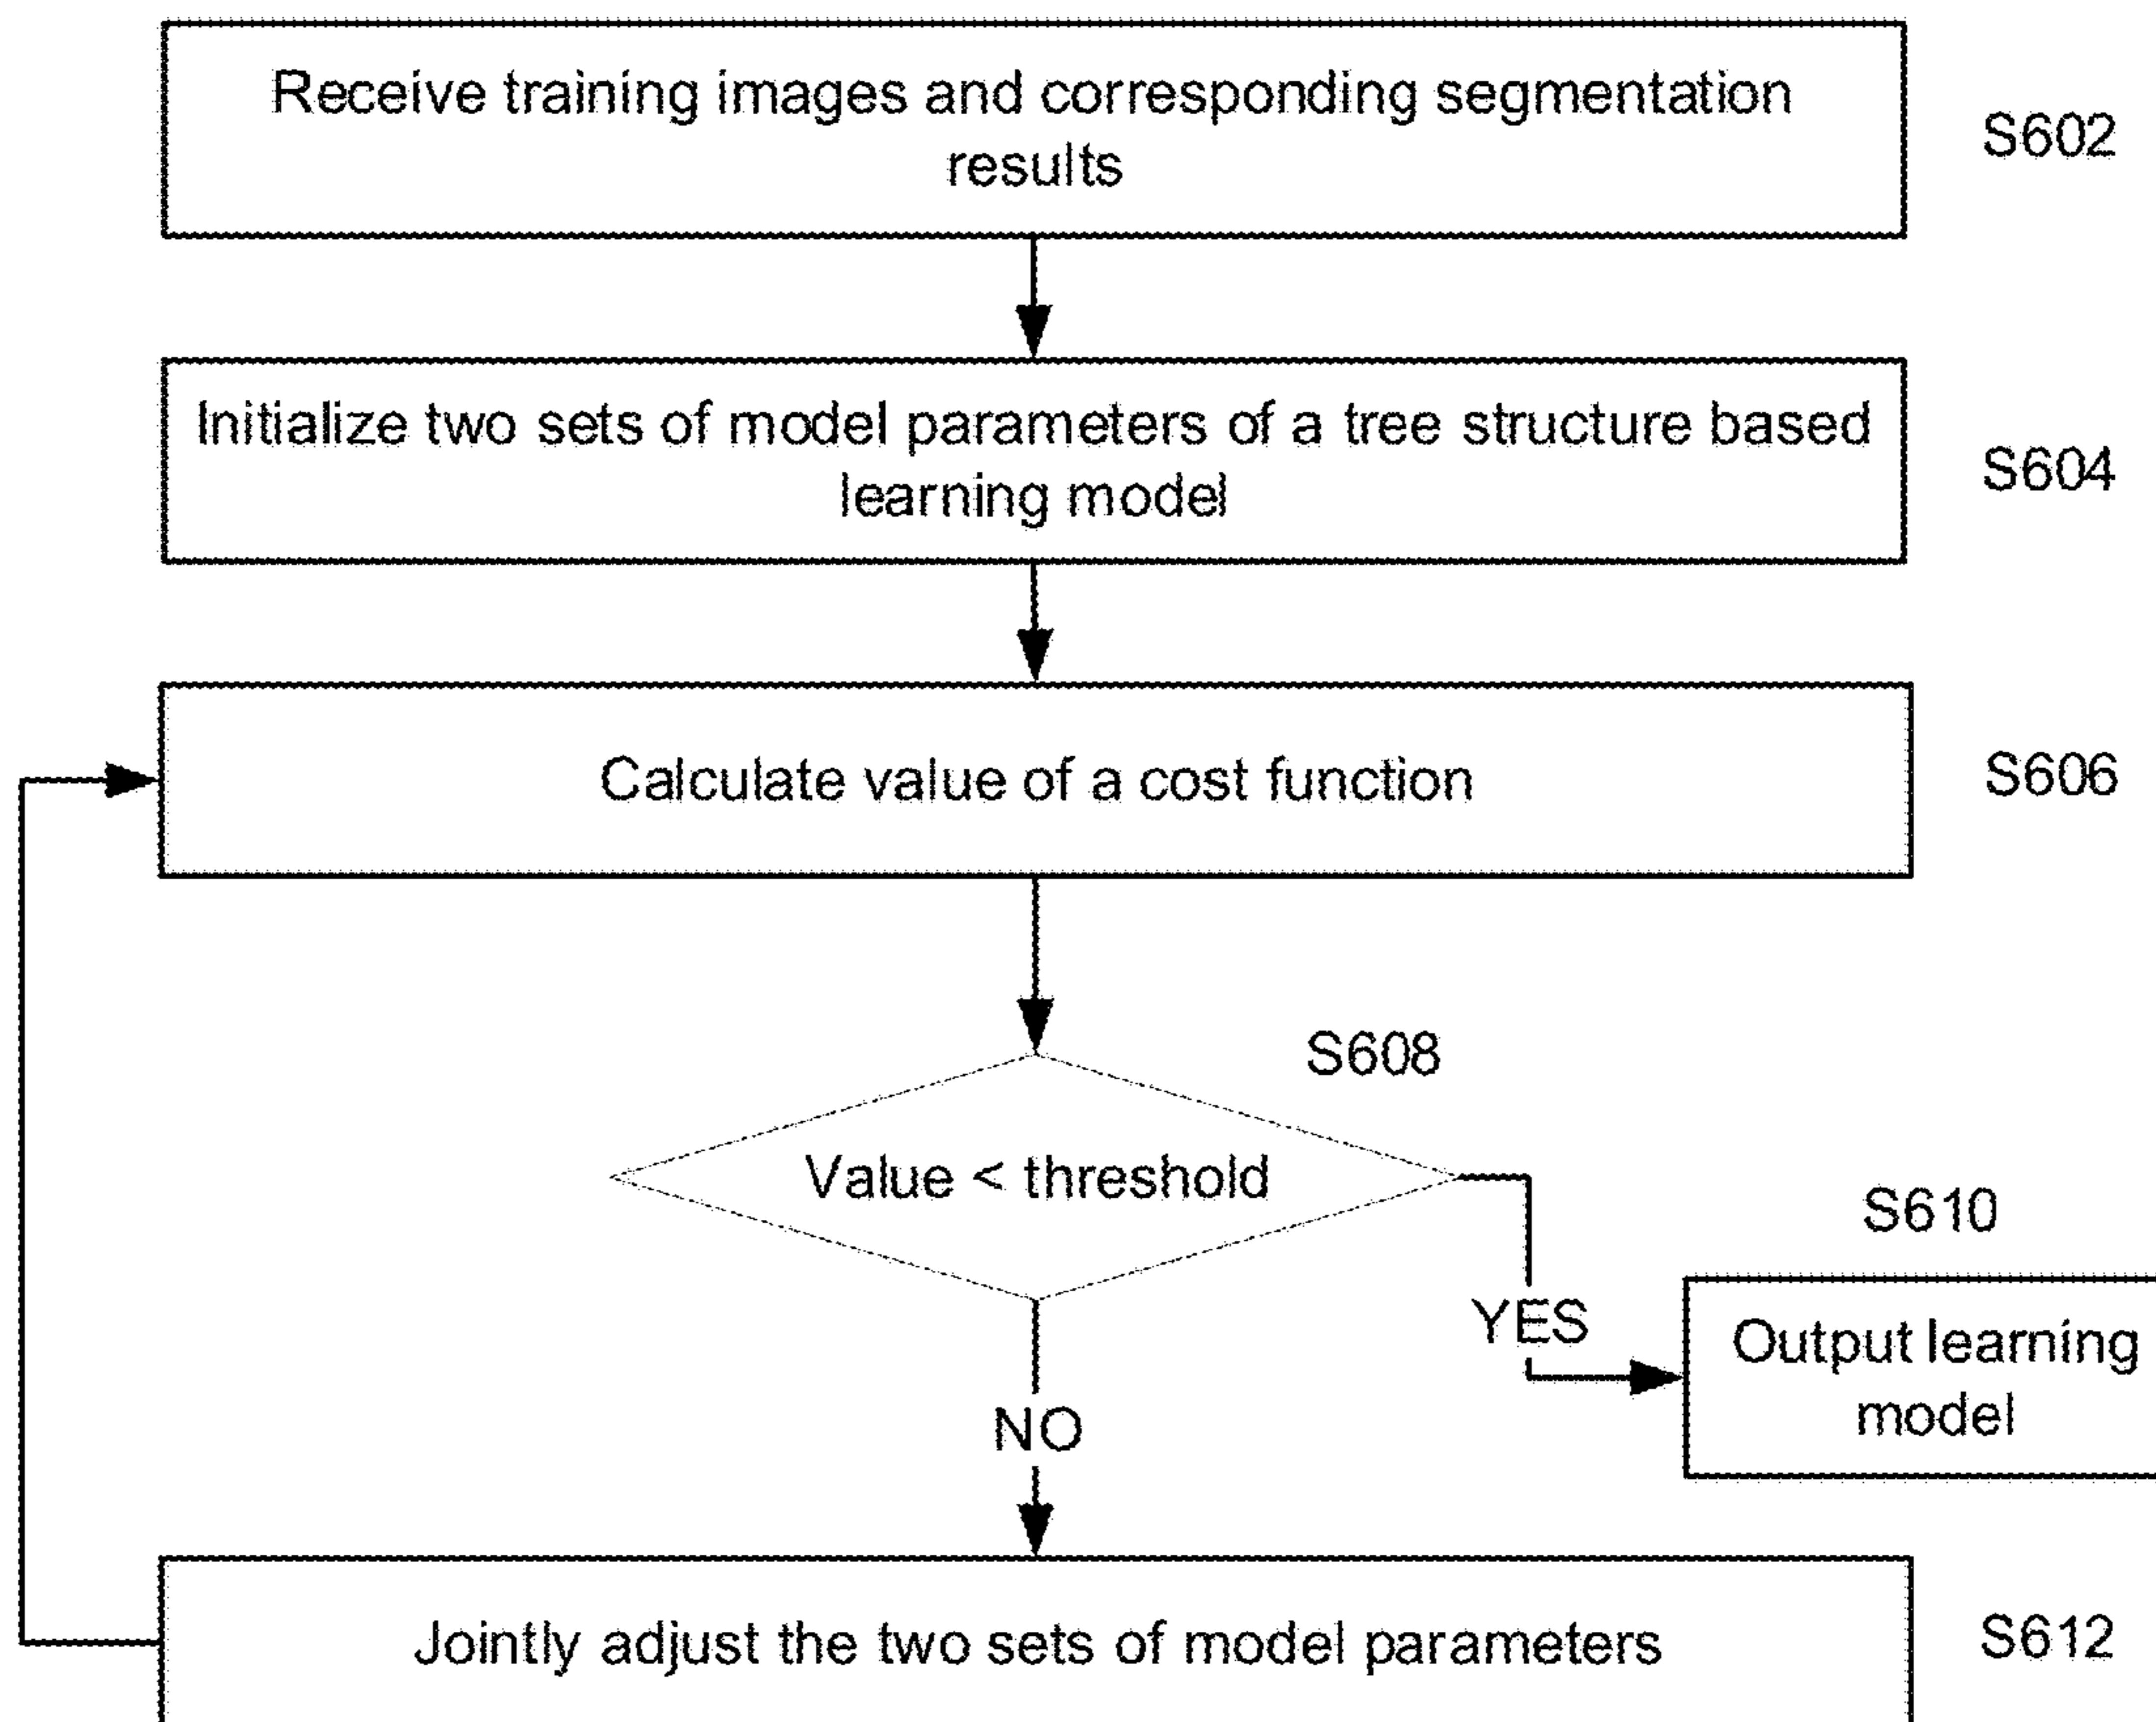 Receive training images and corresponding segmentation
results
S602
Initialize two sets of model parameters of a tree structure based
learning model
S604
Calculate value of a cost function
S606
S608
Value < threshold
S610
YES
Output learning
model
NO
Jointly adjust the two sets of model parameters
S612